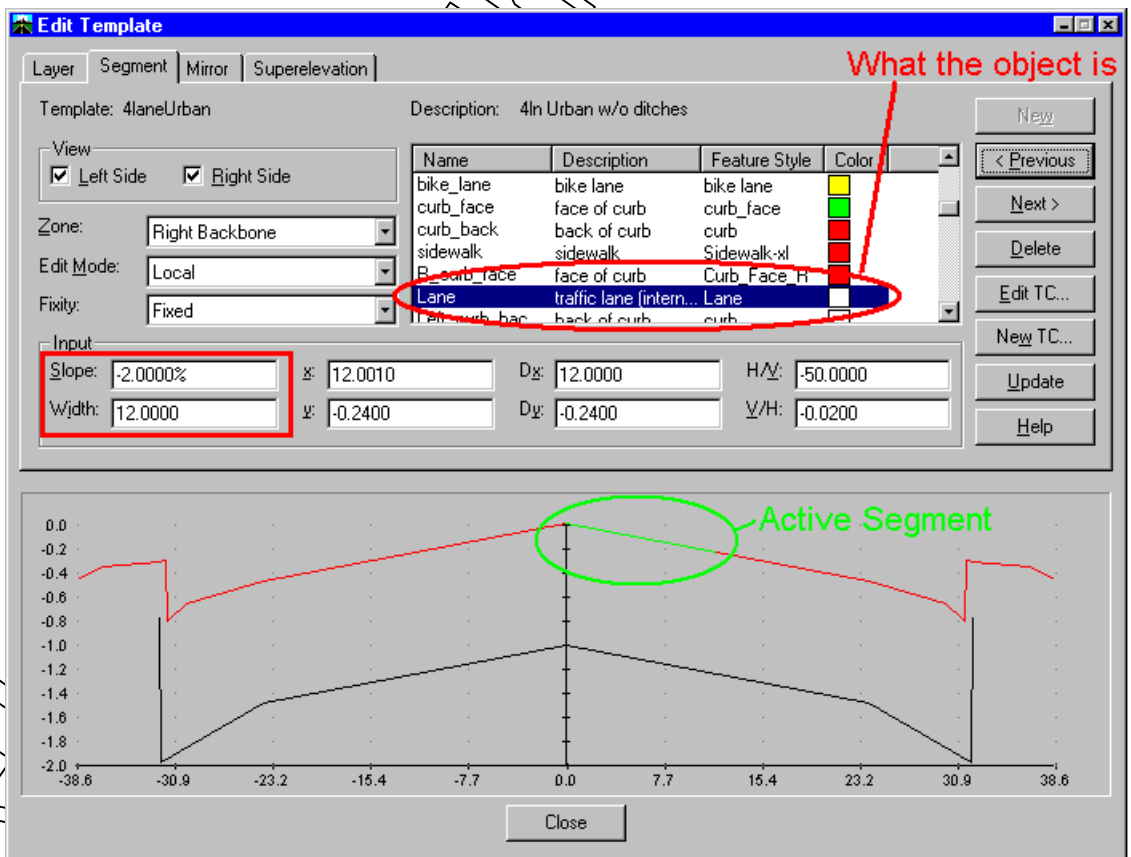 Edit Template
What the object is
Layer Segment Mirror Superelevation
Template: 4laneUrban Description: 4ln Urban w/o ditches
New
View
Left Side Right Side
Name Description Feature Style Color
< Previous
bike_lane bike lane bike lane
curb_face face of curb curb_face
Next >
Zone: Right Backbone
curb_back back of curb curb
sidewalk sidewalk Sidewalk-xl
Delete
Edit Mode: Local
R_curb_face face of curb Curb_Face_R
Lane traffic lane (intern... Lane
Edit TC...
Fixity: Fixed
Left_curb_bac back of curb curb
New TC...
Input
Slope: -2.0000% x: 12.0010 Dx: 12.0000 H/V: -50.0000
Update
Width: 12.0000 y: -0.2400 Dy: -0.2400 V/H: -0.0200
Help
Active Segment
0.0
-0.2
-0.4
-0.6
-0.8
-1.0
-1.2
-1.4
-1.6
-1.8
-2.0
-38.6 -30.9 -23.2 -15.4 -7.7 0.0 7.7 15.4 23.2 30.9 38.6
Close